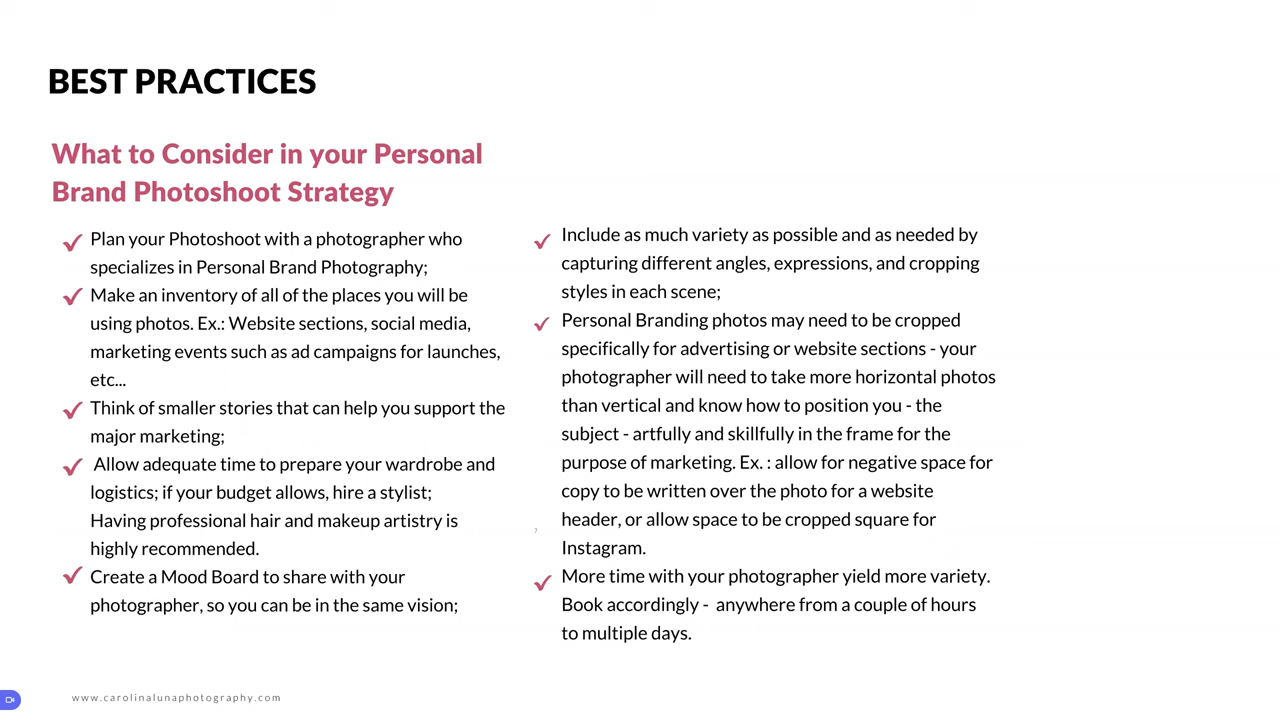 BEST PRACTICES
What to Consider in your Personal
Brand Photoshoot Strategy
Plan your Photoshoot with a photographer who
specializes in Personal Brand Photography;
Make an inventory of all of the places you will be
using photos. Ex.: Website sections, social media,
marketing events such as ad campaigns for launches,
etc...
Think of smaller stories that can help you support the
major marketing;
Allow adequate time to prepare your wardrobe and
logistics; if your budget allows, hire a stylist;
Having professional hair and makeup artistry is
highly recommended.
Create a Mood Board to share with your
photographer, so you can be in the same vision;
Include as much variety as possible and as needed by
capturing different angles, expressions, and cropping
styles in each scene;
Personal Branding photos may need to be cropped
specifically for advertising or website sections - your
photographer will need to take more horizontal photos
than vertical and know how to position you - the
subject - artfully and skillfully in the frame for the
purpose of marketing. Ex. : allow for negative space for
copy to be written over the photo for a website
header, or allow space to be cropped square for
Instagram.
More time with your photographer yield more variety.
Book accordingly - anywhere from a couple of hours
to multiple days.
,
www.carolinalunaphotography.com